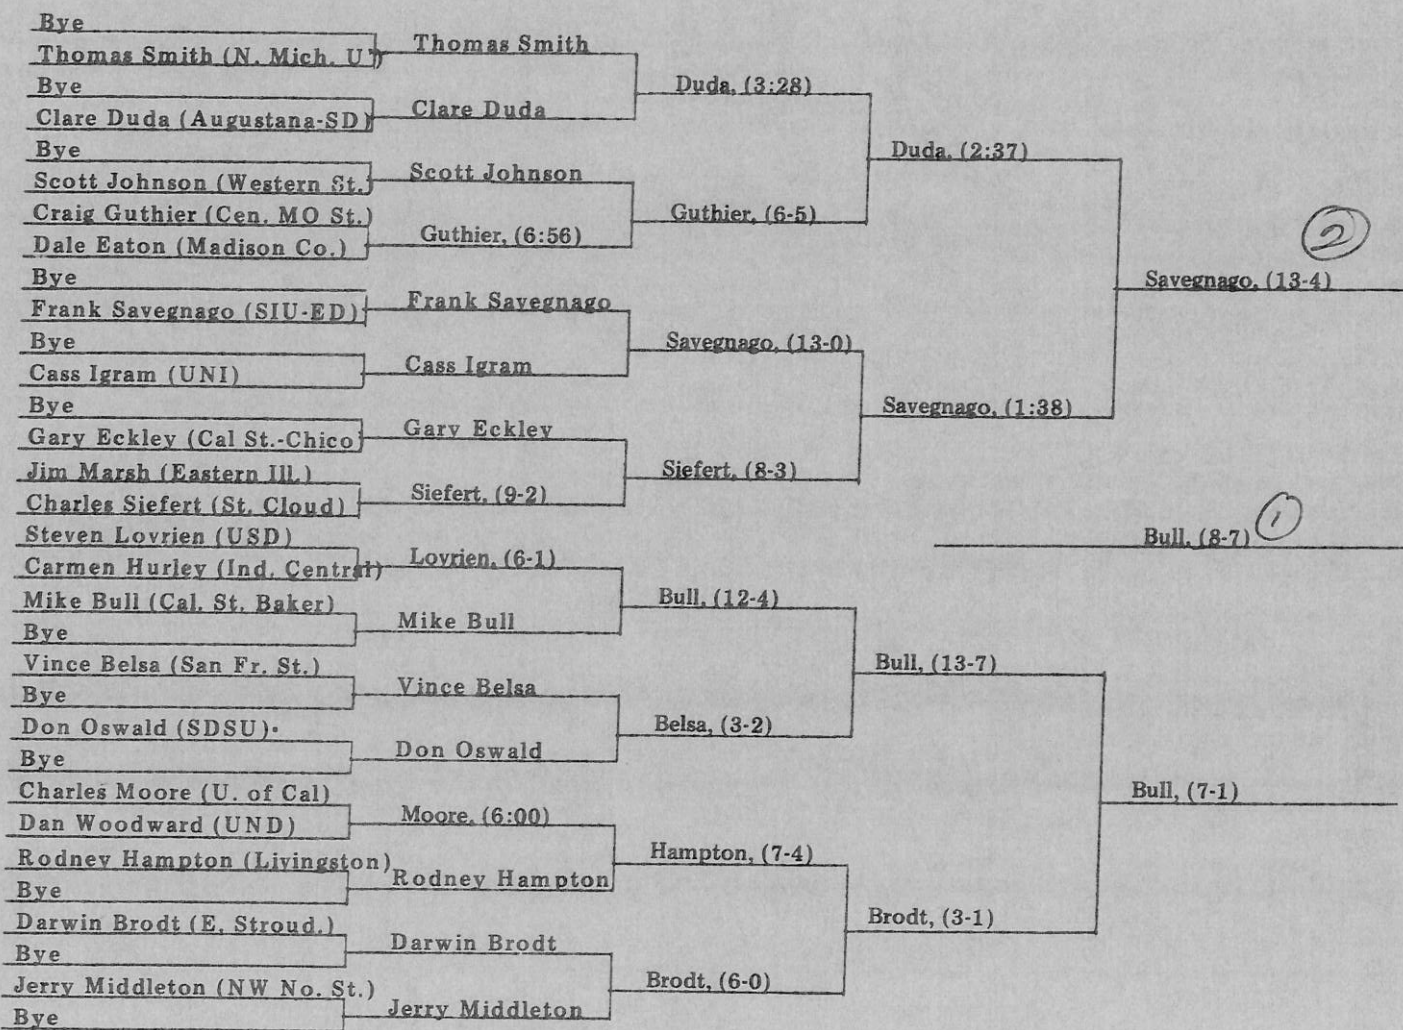 Bye
Thomas Smith (N. Mich. U)
Bye
Clare Duda (Augustana-SD)
Bye
Scott Johnson (Western St.)
Craig Guthier (Cen. MO St.)
Dale Eaton (Madison Co.)
Bye
Frank Savegnago (SIU-ED)
Bye
Cass Igram (UNI)
Bye
Gary Eckley (Cal St.-Chico
Jim Marsh (Eastern Ill.)
Charles Siefert (St. Cloud)
Steven Lovrien (USD)
Carmen Hurley (Ind. Central)
Mike Bull (Cal. St. Baker)
Bye
Vince Belsa (San Fr. St.)
Bye
Don Oswald (SDSU).
Bye
Charles Moore (U. of Cal)
Dan Woodward (UND)
Rodney Hampton (Livingston)
Bye
Darwin Brodt (E. Stroud.)
Bye
Jerry Middleton (NW No. St.)
Bye
Thomas Smith
Clare Duda
Scott Johnson
Guthier, (6:56)
Frank Savegnago
Cass Igram
Gary Eckley
Siefert, (9-2)
Lovrien, (6-1)
Mike Bull
Vince Belsa
Don Oswald
Moore, (6:00)
Rodney Hampton
Darwin Brodt
Jerry Middleton
Duda, (3:28)
Guthier, (6-5)
Savegnago, (13-0)
Siefert, (8-3)
Bull, (12-4)
Belsa, (3-2)
Hampton, (7-4)
Brodt, (6-0)
Duda, (2:37)
Savegnago, (1:38)
Bull, (13-7)
Brodt, (3-1)
Savegnago, (13-4) 2
Bull, (7-1)
Bull, (8-7) 1